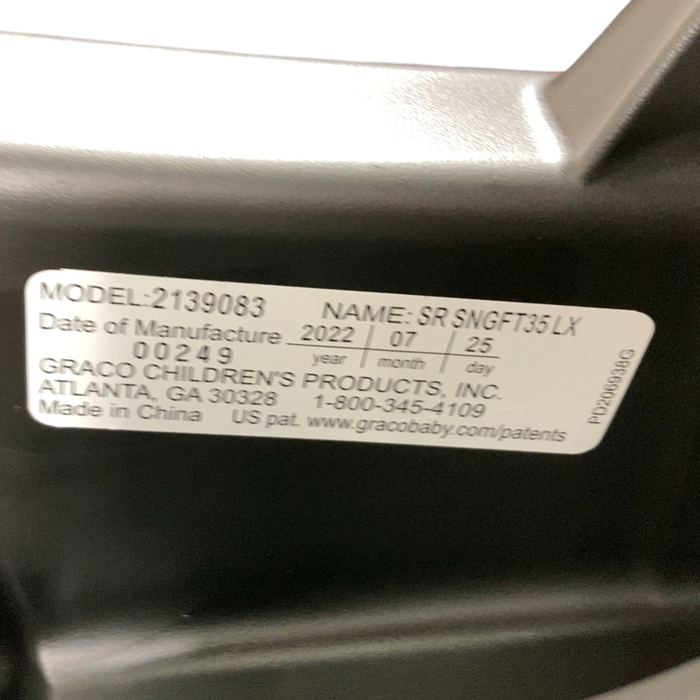 MODEL:2139083 NAME: SR SNGFT35 LX
Date of Manufacture 2022 07 25
00249 year month day
GRACO CHILDREN'S PRODUCTS, INC.
ATLANTA, GA 30328 1-800-345-4109
Made in China US pat. www.gracobaby.com/patents
PD206938G